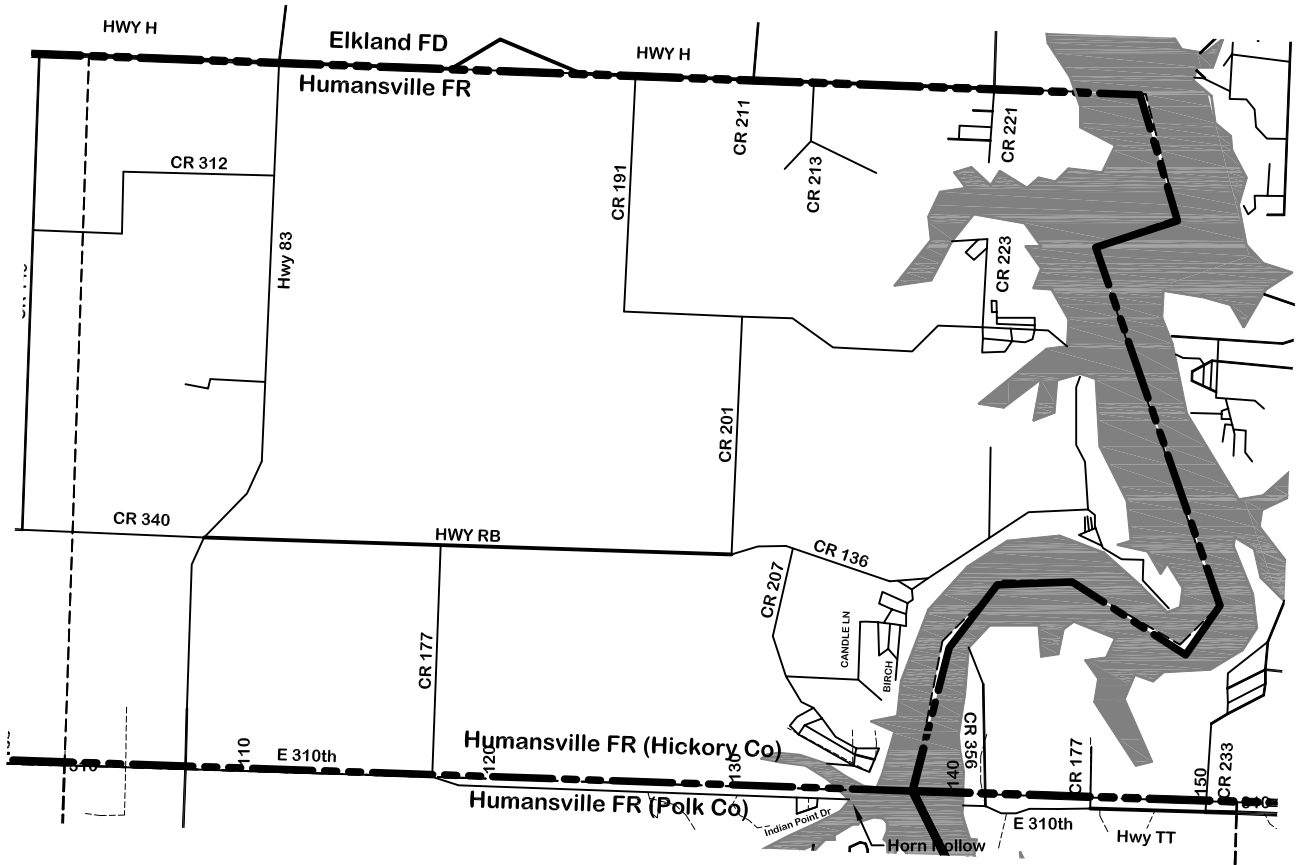 HWY H
Elkland FD
HWY H
Humansville FR
CR 211
CR 221
CR 312
CR 213
CR 191
Hwy 83
CR 223
CR 201
CR 340
HWY RB
CR 136
CR 207
CANDLE LN
BIRCH
CR 177
CR 356
Humansville FR (Hickory Co)
110
E 310th
120
130
140
CR 177
150
CR 233
Humansville FR (Polk Co)
Indian Point Dr
E 310th
Hwy TT
Horn Hollow